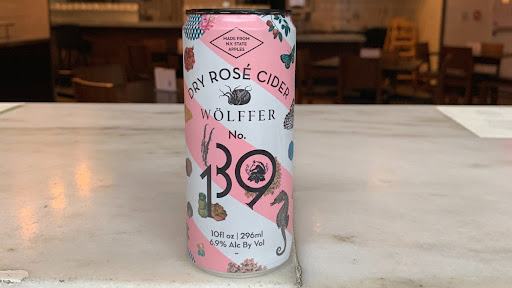 MADE FROM
N.Y. STATE
APPLES
DRY ROSÉ CIDER
WÖLFFER
No.
139
10fl oz | 296ml
6.9% Alc By Vol